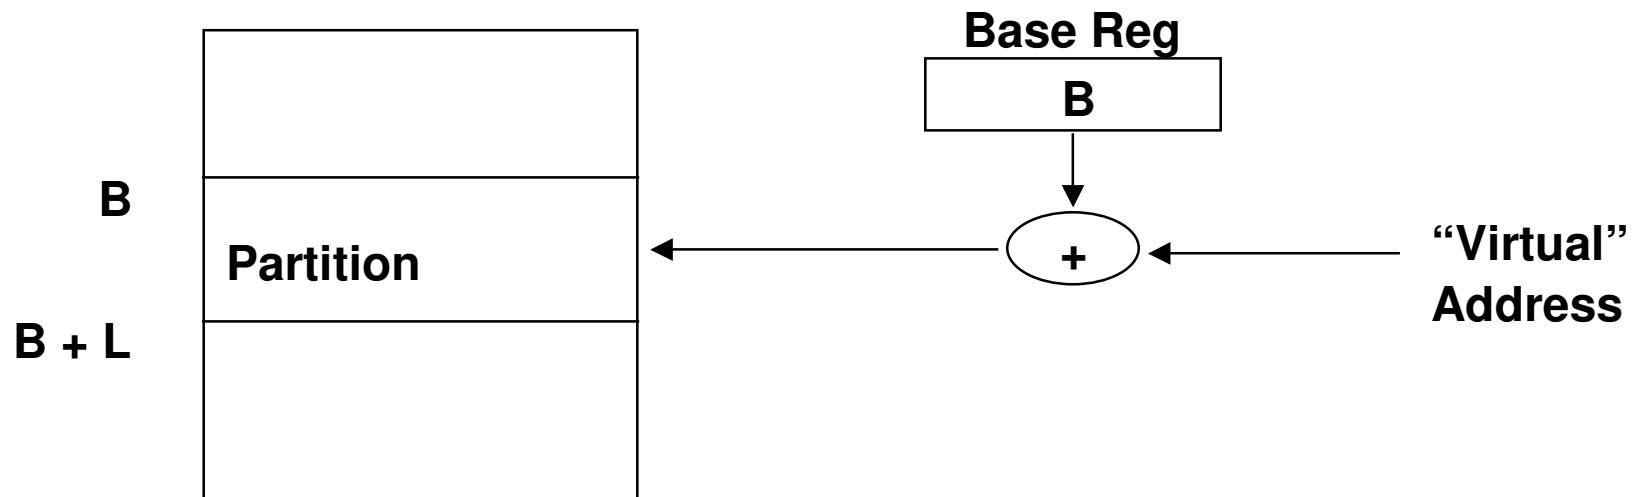 Base Reg
B
B
Partition
+
“Virtual”
Address
B + L